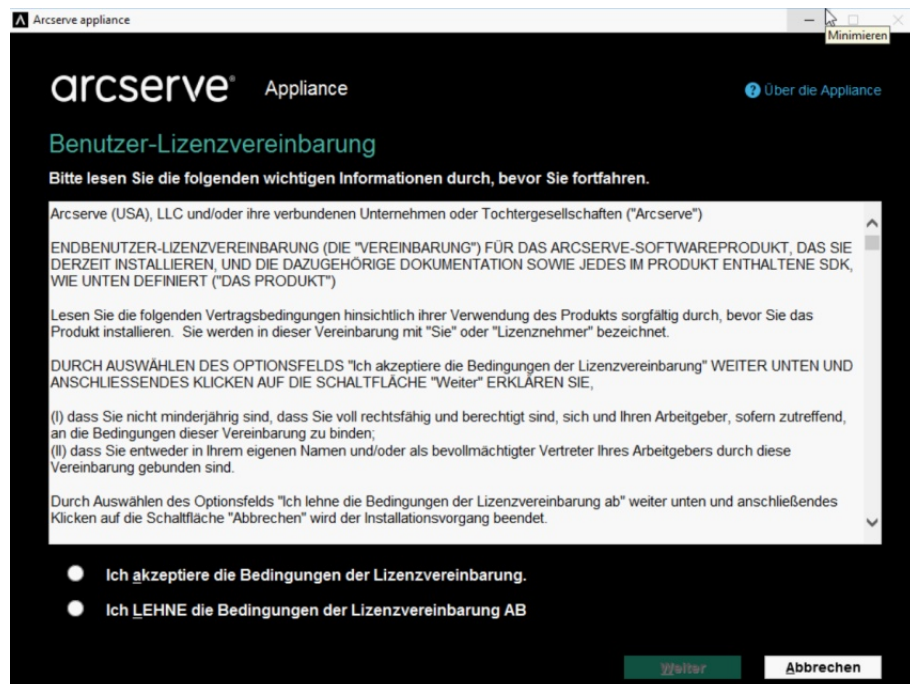 Arcserve appliance
Minimieren
arcserve® Appliance
Über die Appliance
Benutzer-Lizenzvereinbarung
Bitte lesen Sie die folgenden wichtigen Informationen durch, bevor Sie fortfahren.
Arcserve (USA), LLC und/oder ihre verbundenen Unternehmen oder Tochtergesellschaften ("Arcserve")
ENDBENUTZER-LIZENZVEREINBARUNG (DIE "VEREINBARUNG") FÜR DAS ARCSERVE-SOFTWAREPRODUKT, DAS SIE
DERZEIT INSTALLIEREN, UND DIE DAZUGEHÖRIGE DOKUMENTATION SOWIE JEDES IM PRODUKT ENTHALTENE SDK,
WIE UNTEN DEFINIERT ("DAS PRODUKT")
Lesen Sie die folgenden Vertragsbedingungen hinsichtlich ihrer Verwendung des Produkts sorgfältig durch, bevor Sie das
Produkt installieren. Sie werden in dieser Vereinbarung mit "Sie" oder "Lizenznehmer" bezeichnet.
DURCH AUSWÄHLEN DES OPTIONSFELDS "Ich akzeptiere die Bedingungen der Lizenzvereinbarung" WEITER UNTEN UND
ANSCHLIESSENDES KLICKEN AUF DIE SCHALTFLÄCHE "Weiter" ERKLÄREN SIE,
(I) dass Sie nicht minderjährig sind, dass Sie voll rechtsfähig und berechtigt sind, sich und Ihren Arbeitgeber, sofern zutreffend,
an die Bedingungen dieser Vereinbarung zu binden;
(II) dass Sie entweder in Ihrem eigenen Namen und/oder als bevollmächtigter Vertreter Ihres Arbeitgebers durch diese
Vereinbarung gebunden sind.
Durch Auswählen des Optionsfelds "Ich lehne die Bedingungen der Lizenzvereinbarung ab" weiter unten und anschließendes
Klicken auf die Schaltfläche "Abbrechen" wird der Installationsvorgang beendet.
Ich akzeptiere die Bedingungen der Lizenzvereinbarung.
Ich LEHNE die Bedingungen der Lizenzvereinbarung AB
Weiter
Abbrechen